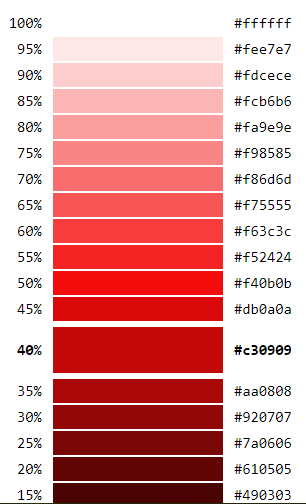 100% #ffffff
95% #fee7e7
90% #fdcece
85% #fcb6b6
80% #fa9e9e
75% #f98585
70% #f86d6d
65% #f75555
60% #f63c3c
55% #f52424
50% #f40b0b
45% #db0a0a
40% #c30909
35% #aa0808
30% #920707
25% #7a0606
20% #610505
15% #490303